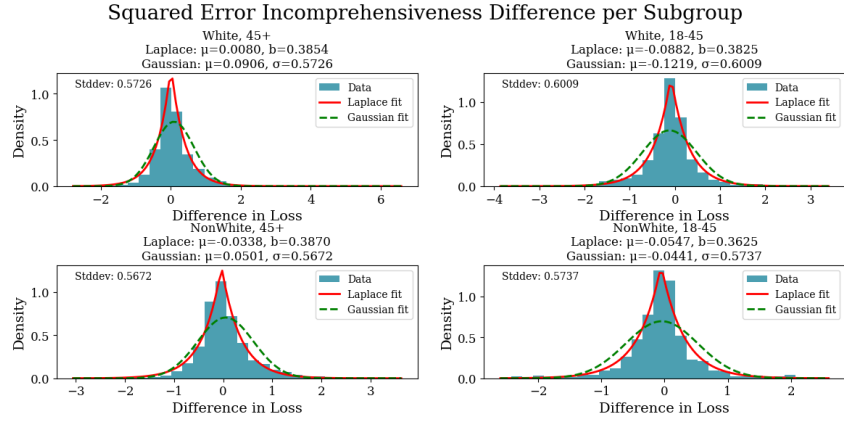 Squared Error Incomprehensiveness Difference per Subgroup
White, 45+
Laplace: μ=0.0080, b=0.3854
Gaussian: μ=0.0906, σ=0.5726
Stddev: 0.5726
Data
Laplace fit
Gaussian fit
Density
1.0
0.5
0.0
−2 0 2 4 6
Difference in Loss
White, 18-45
Laplace: μ=-0.0882, b=0.3825
Gaussian: μ=-0.1219, σ=0.6009
Stddev: 0.6009
Data
Laplace fit
Gaussian fit
Density
1.0
0.5
0.0
−4 −3 −2 −1 0 1 2 3
Difference in Loss
NonWhite, 45+
Laplace: μ=-0.0338, b=0.3870
Gaussian: μ=0.0501, σ=0.5672
Stddev: 0.5672
Data
Laplace fit
Gaussian fit
Density
1.0
0.5
0.0
−3 −2 −1 0 1 2 3
Difference in Loss
NonWhite, 18-45
Laplace: μ=-0.0547, b=0.3625
Gaussian: μ=-0.0441, σ=0.5737
Stddev: 0.5737
Data
Laplace fit
Gaussian fit
Density
1.0
0.5
0.0
−2 −1 0 1 2
Difference in Loss